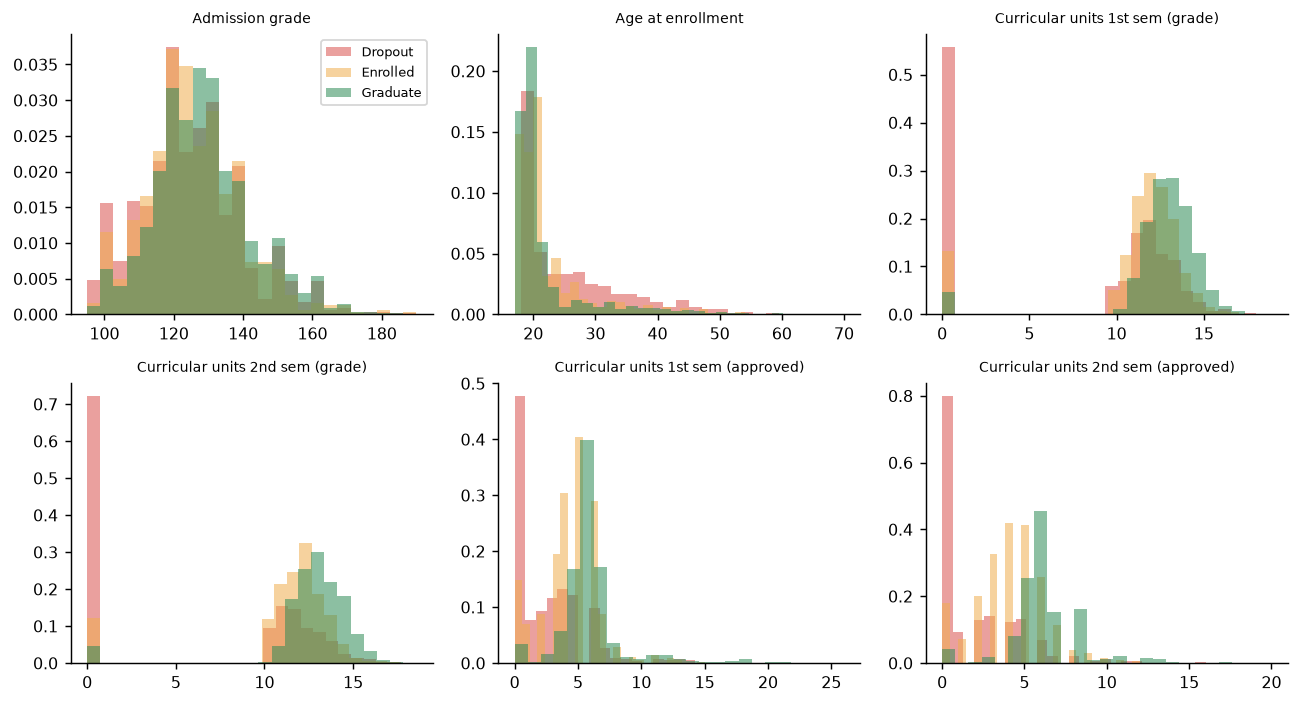 Admission grade
0.035
0.030
0.025
0.020
0.015
0.010
0.005
0.000
100 120 140 160 180
Dropout
Enrolled
Graduate
Age at enrollment
0.20
0.15
0.10
0.05
0.00
20 30 40 50 60 70
Curricular units 1st sem (grade)
0.5
0.4
0.3
0.2
0.1
0.0
0 5 10 15
Curricular units 2nd sem (grade)
0.7
0.6
0.5
0.4
0.3
0.2
0.1
0.0
0 5 10 15
Curricular units 1st sem (approved)
0.5
0.4
0.3
0.2
0.1
0.0
0 5 10 15 20 25
Curricular units 2nd sem (approved)
0.8
0.6
0.4
0.2
0.0
0 5 10 15 20